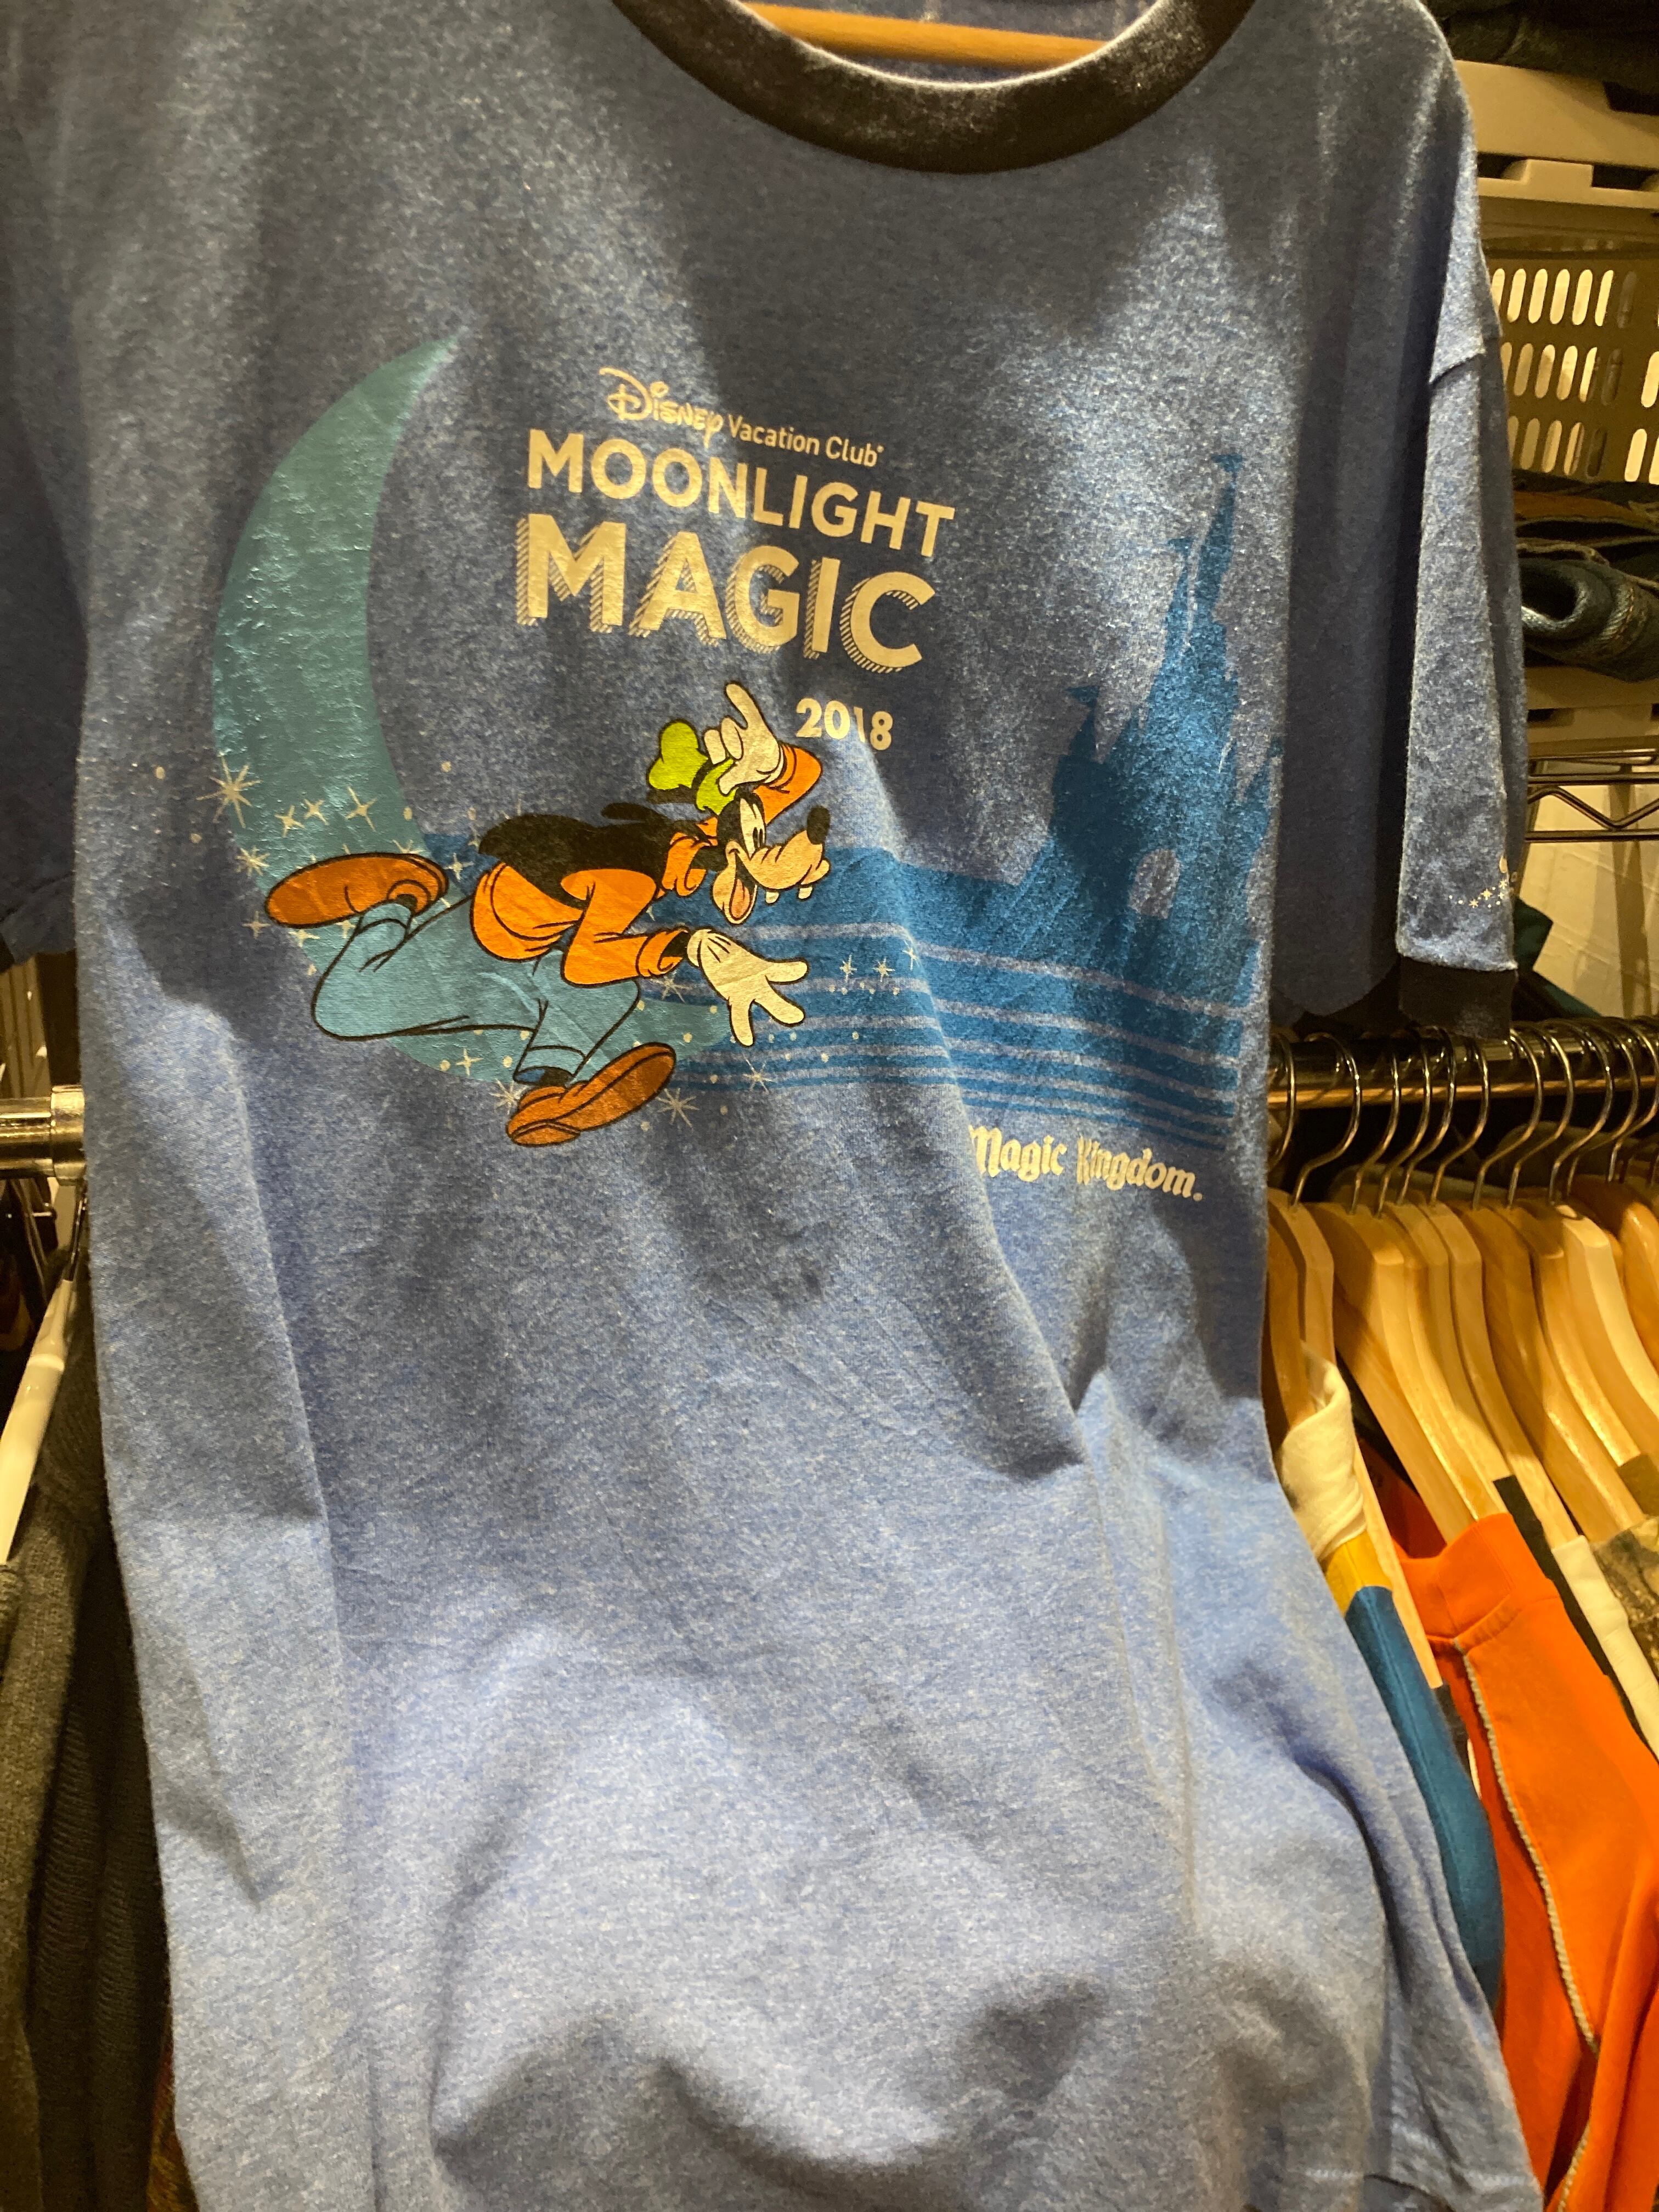 Disney Vacation Club®
MOONLIGHT
MAGIC
2018
Magic Kingdom®